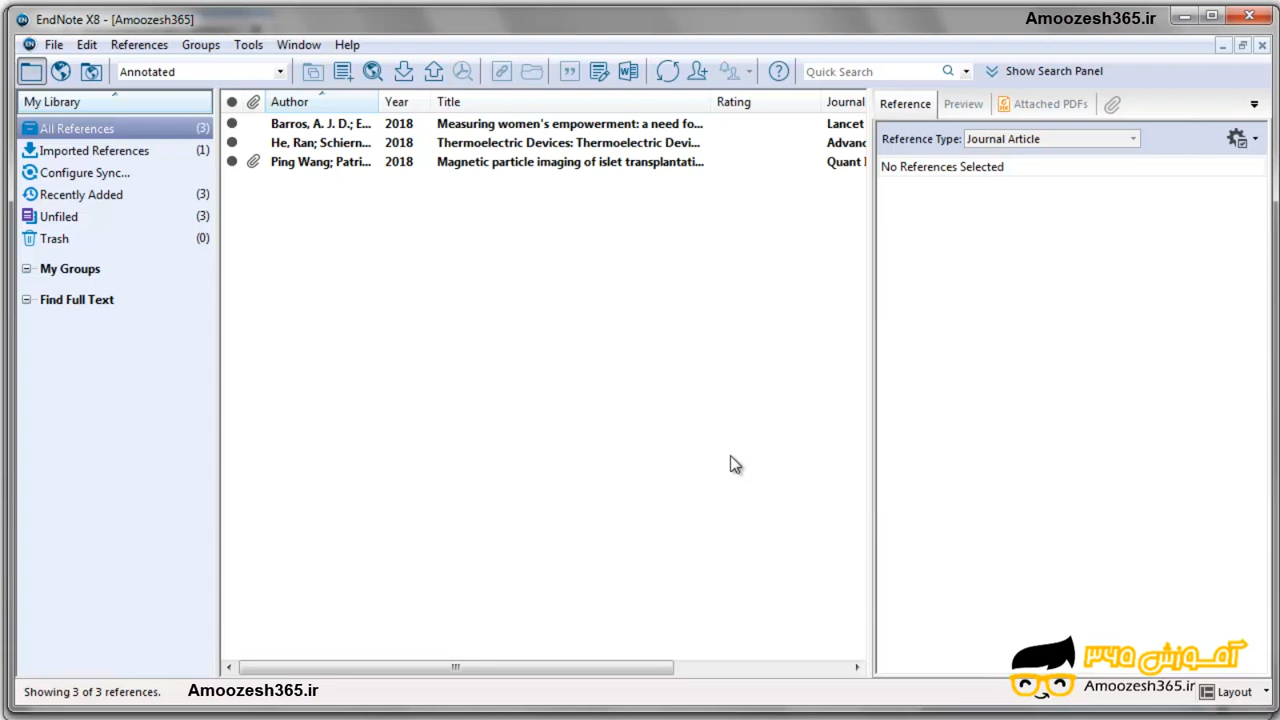 EndNote X8 - [Amoozesh365]
Amoozesh365.ir
File Edit References Groups Tools Window Help
Annotated
Quick Search
Show Search Panel
My Library
All References (3)
Imported References (1)
Configure Sync...
Recently Added (3)
Unfiled (3)
Trash (0)
My Groups
Find Full Text
Author Year Title Rating Journal
Barros, A. J. D.; E... 2018 Measuring women's empowerment: a need fo... Lancet
He, Ran; Schiern... 2018 Thermoelectric Devices: Thermoelectric Devi... Advanc
Ping Wang; Patri... 2018 Magnetic particle imaging of islet transplantati... Quant
Reference Preview Attached PDFs
Reference Type: Journal Article
No References Selected
آموزش ۳۶۵
Amoozesh365.ir
Showing 3 of 3 references.
Amoozesh365.ir
Layout